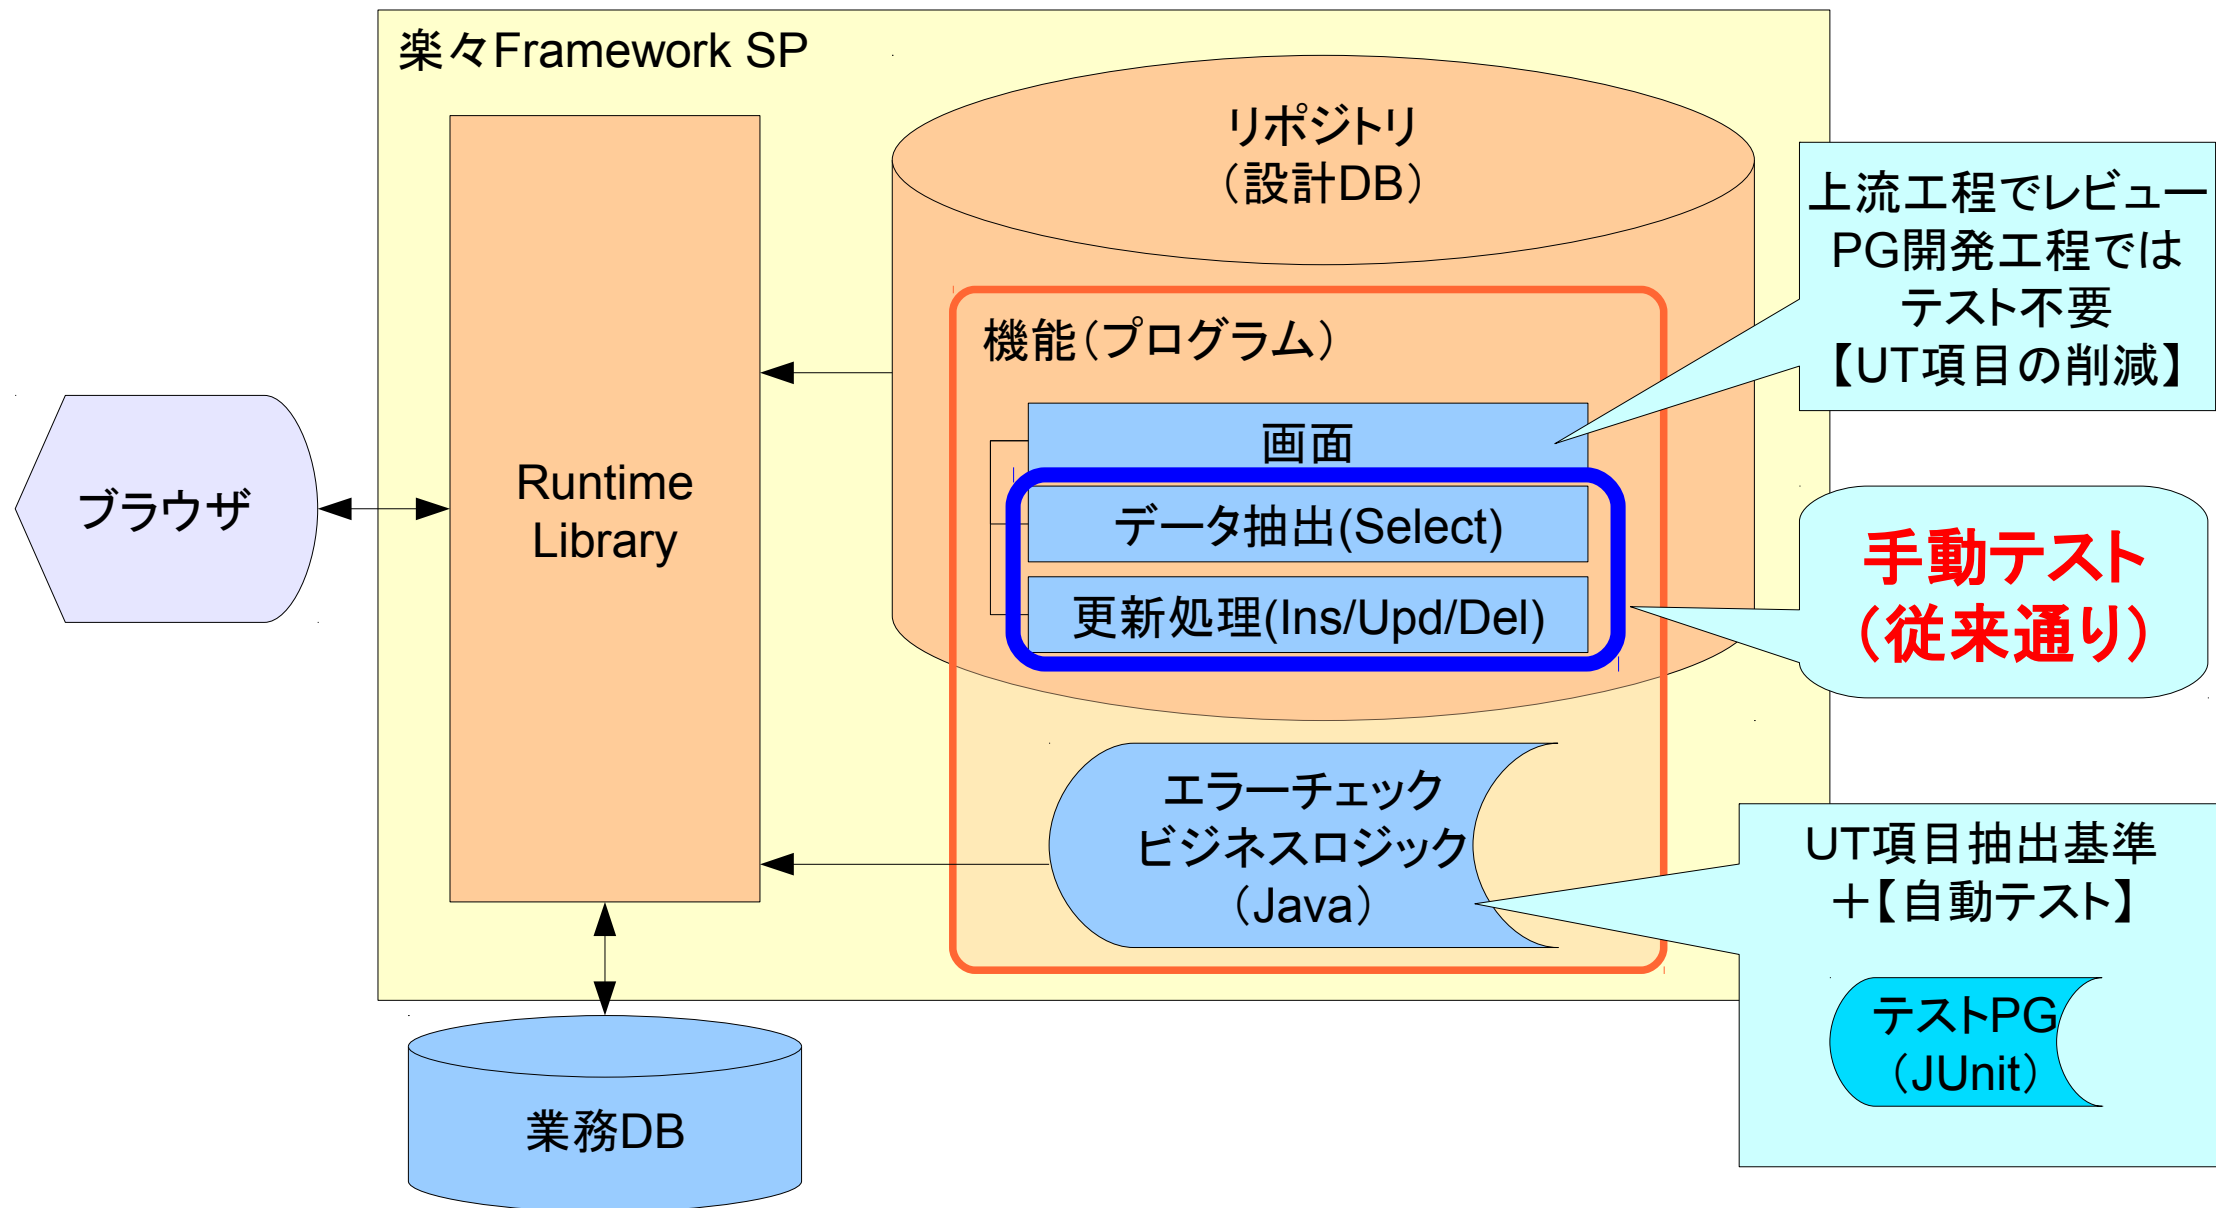 楽々Framework SP
リポジトリ
（設計DB）
上流工程でレビュー
PG開発工程では
テスト不要
【UT項目の削減】
機能（プログラム）
画面
データ抽出(Select)
更新処理(Ins/Upd/Del)
Runtime
Library
ブラウザ
手動テスト
（従来通り）
エラーチェック
ビジネスロジック
（Java）
UT項目抽出基準
＋【自動テスト】
テストPG
（JUnit）
業務DB